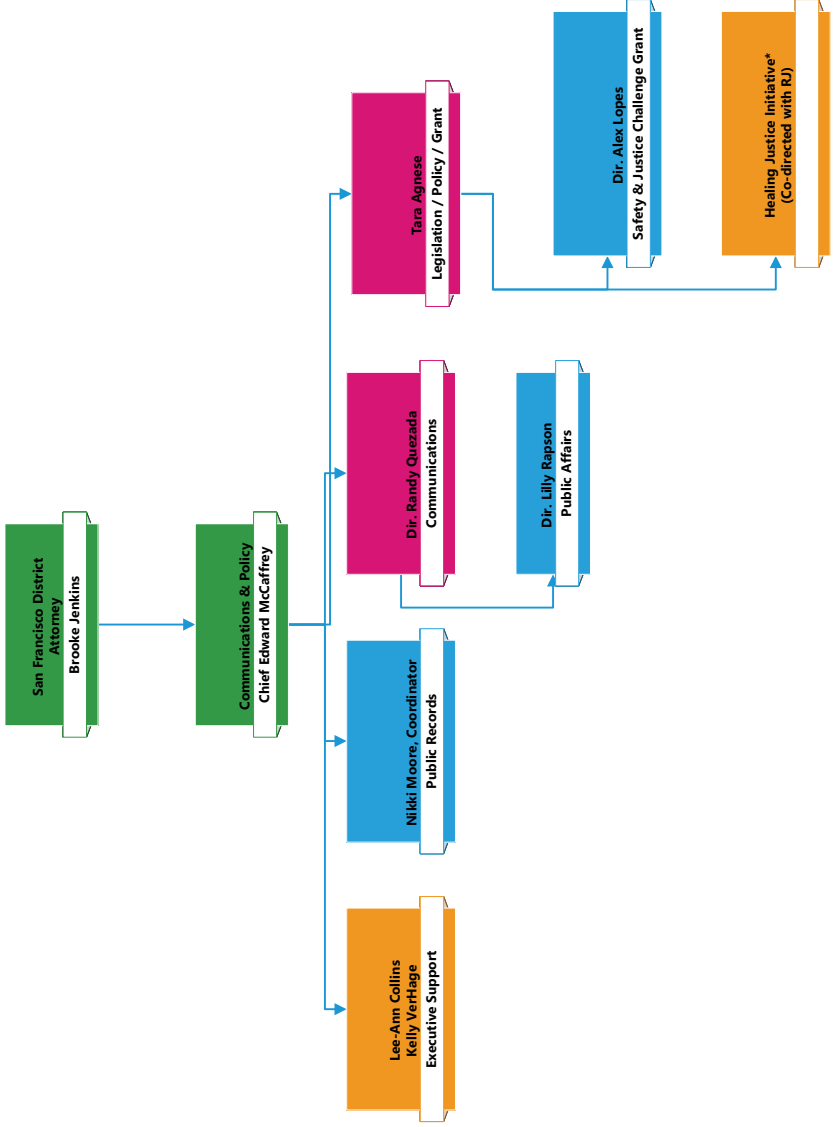 San Francisco District
Attorney
Brooke Jenkins
Communications & Policy
Chief Edward McCaffrey
Lee-Ann Collins
Kelly VerHage
Executive Support
Nikki Moore, Coordinator
Public Records
Dir. Randy Quezada
Communications
Tara Agnese
Legislation / Policy / Grant
Dir. Lilly Rapson
Public Affairs
Dir. Alex Lopes
Safety & Justice Challenge Grant
Healing Justice Initiative*
(Co-directed with RJ)